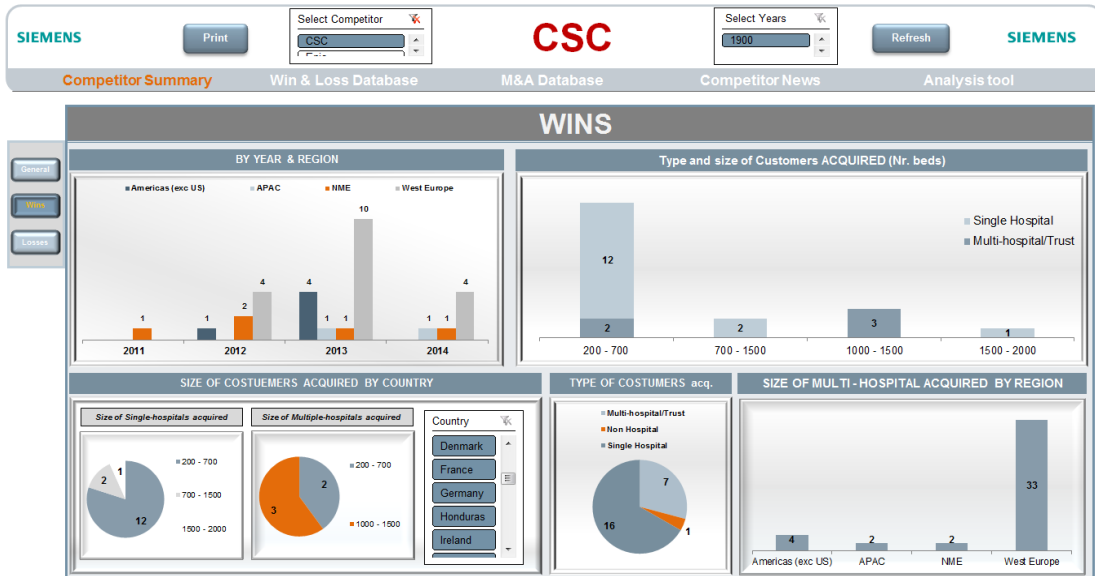 SIEMENS
Print
Select Competitor
CSC
CSC
Select Years
1900
Refresh
SIEMENS
Competitor Summary
Win & Loss Database
M&A Database
Competitor News
Analysis tool
WINS
General
Wins
Losses
BY YEAR & REGION
Americas (exc US)
APAC
NME
West Europe
1
1
2
4
4
1
1
10
1
1
4
2011
2012
2013
2014
Type and size of Customers ACQUIRED (Nr. beds)
Single Hospital
Multi-hospital/Trust
12
2
2
3
1
200 - 700
700 - 1500
1000 - 1500
1500 - 2000
SIZE OF COSTUEMERS ACQUIRED BY COUNTRY
Size of Single-hospitals acquired
1
2
12
200 - 700
700 - 1500
1500 - 2000
Size of Multiple-hospitals acquired
2
3
200 - 700
1000 - 1500
Country
Denmark
France
Germany
Honduras
Ireland
TYPE OF COSTUMERS acq.
Multi-hospital/Trust
Non Hospital
Single Hospital
7
16
1
SIZE OF MULTI - HOSPITAL ACQUIRED BY REGION
4
2
2
33
Americas (exc US)
APAC
NME
West Europe